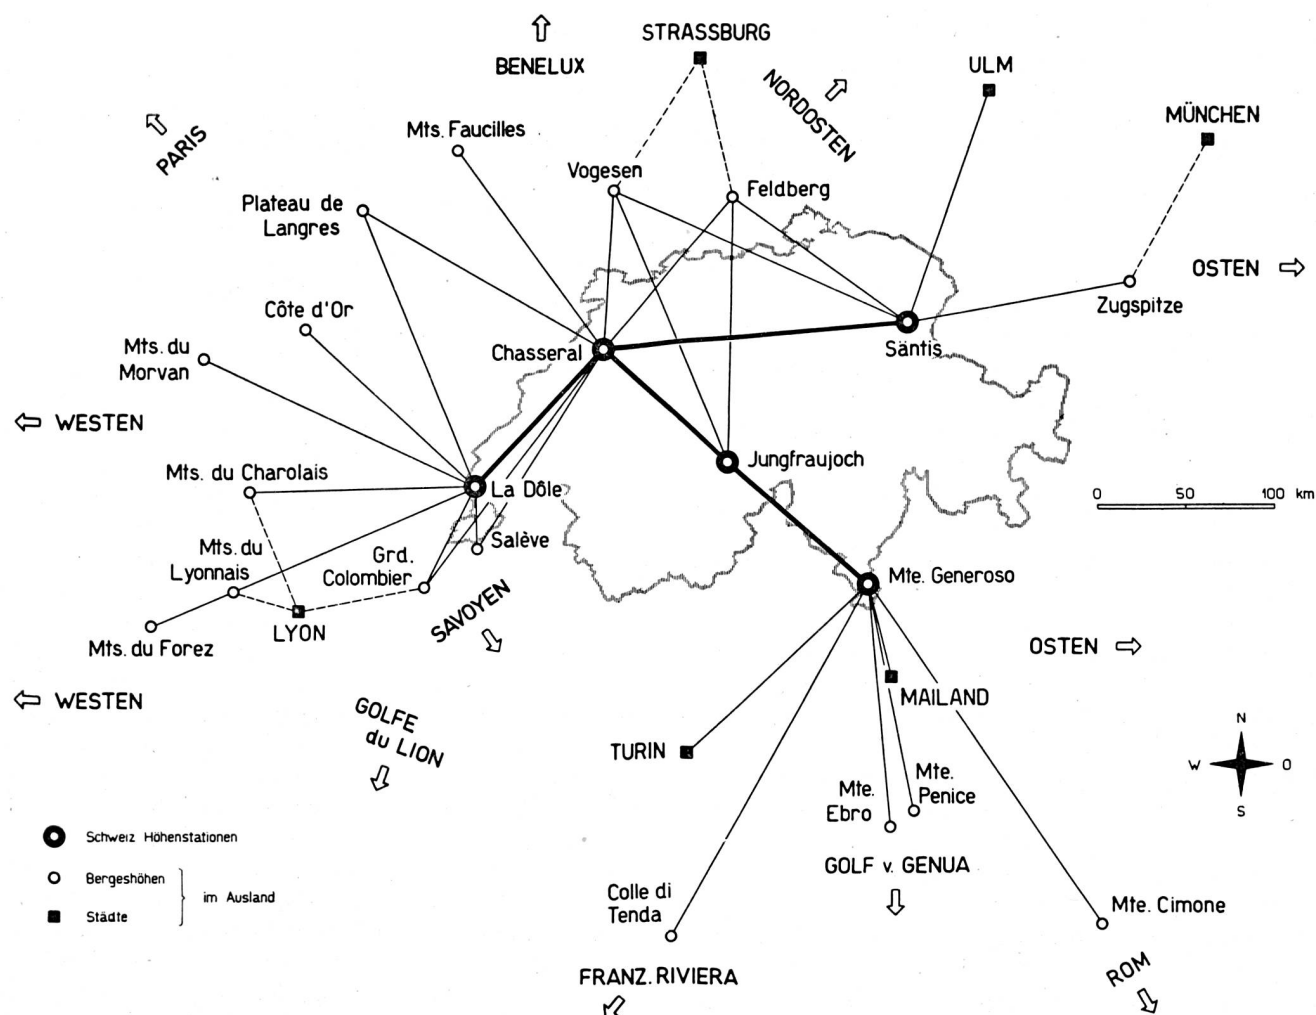 STRASSBURG
BENELUX
ULM
NORDOSTEN
MÜNCHEN
PARIS
Mts. Faucilles
Vogesen
Feldberg
Plateau de
Langres
OSTEN
Zugspitze
Côte d'Or
Mts. du
Morvan
Chasseral
Säntis
WESTEN
Mts. du Charolais
La Dôle
Jungfraujoch
0 50 100 km
Mts. du
Lyonnais
Grd.
Colombier
Salève
Mte. Generoso
SAVOYEN
LYON
Mts. du Forez
OSTEN
WESTEN
MAILAND
GOLFE
du LION
TURIN
N
W O
S
Mte.
Ebro
Mte.
Penice
Schweiz Höhenstationen
Bergeshöhen
im Ausland
Städte
GOLF v. GENUA
Colle di
Tenda
Mte. Cimone
FRANZ. RIVIERA
ROM